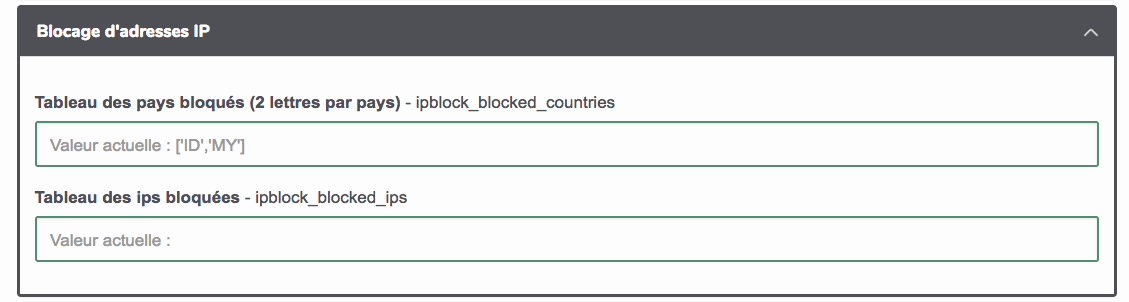 Blocage d'adresses IP
Tableau des pays bloqués (2 lettres par pays) - ipblock_blocked_countries
Valeur actuelle : ['ID','MY']
Tableau des ips bloquées - ipblock_blocked_ips
Valeur actuelle :